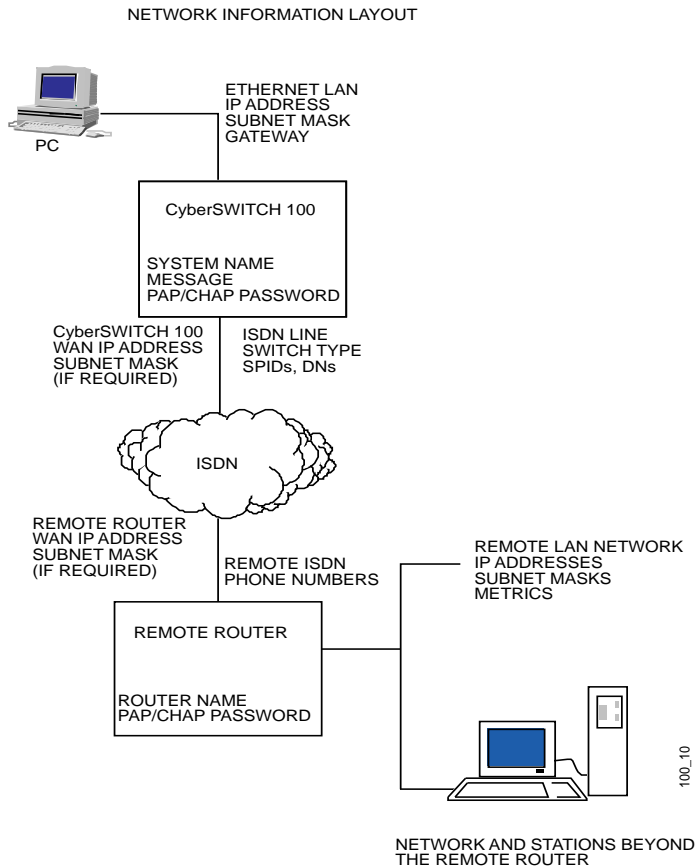 NETWORK INFORMATION LAYOUT
PC
ETHERNET LAN
IP ADDRESS
SUBNET MASK
GATEWAY
CyberSWITCH 100
SYSTEM NAME
MESSAGE
PAP/CHAP PASSWORD
CyberSWITCH 100
WAN IP ADDRESS
SUBNET MASK
(IF REQUIRED)
ISDN LINE
SWITCH TYPE
SPIDs, DNs
ISDN
REMOTE ROUTER
WAN IP ADDRESS
SUBNET MASK
(IF REQUIRED)
REMOTE ISDN
PHONE NUMBERS
REMOTE LAN NETWORK
IP ADDRESSES
SUBNET MASKS
METRICS
REMOTE ROUTER
ROUTER NAME
PAP/CHAP PASSWORD
100_10
NETWORK AND STATIONS BEYOND
THE REMOTE ROUTER